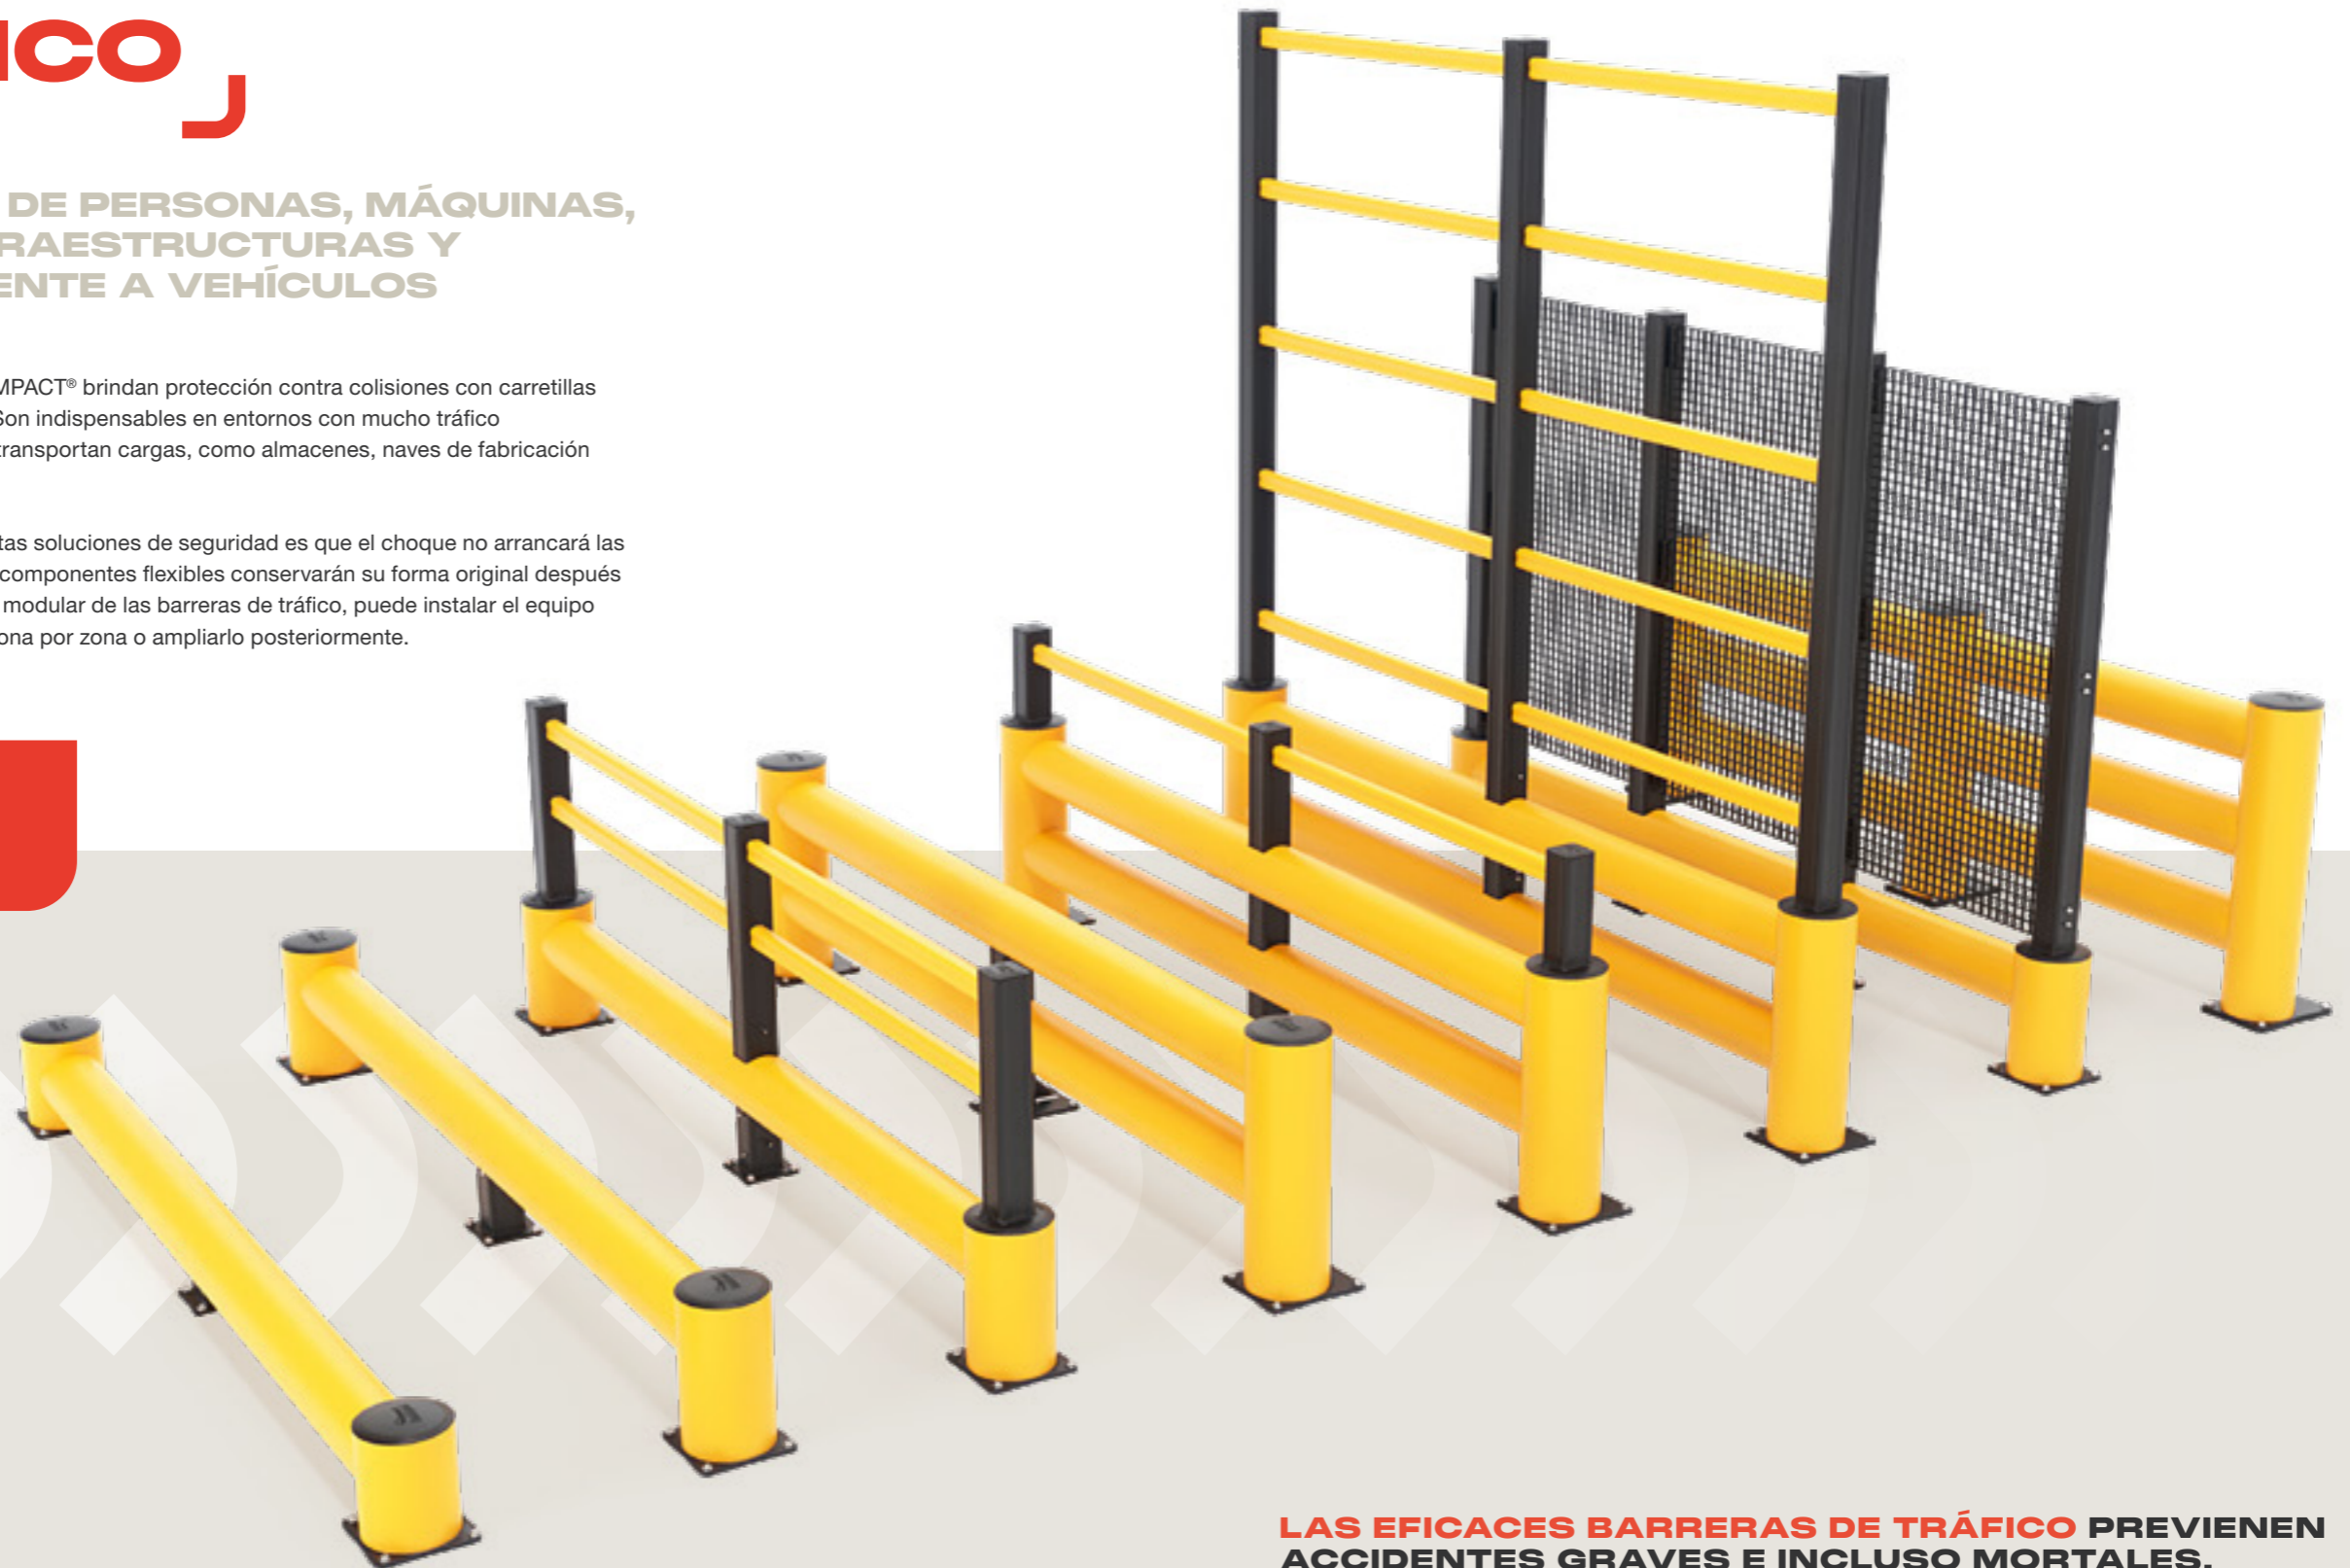 ICO
DE PERSONAS, MÁQUINAS,
RAESTRUCTURAS Y
ENTE A VEHÍCULOS
MPACT® brindan protección contra colisiones con carretillas
Son indispensables en entornos con mucho tráfico
transportan cargas, como almacenes, naves de fabricación
tas soluciones de seguridad es que el choque no arrancará las
componentes flexibles conservarán su forma original después
modular de las barreras de tráfico, puede instalar el equipo
ona por zona o ampliarlo posteriormente.
LAS EFICACES BARRERAS DE TRÁFICO PREVIENEN
ACCIDENTES GRAVES E INCLUSO MORTALES.